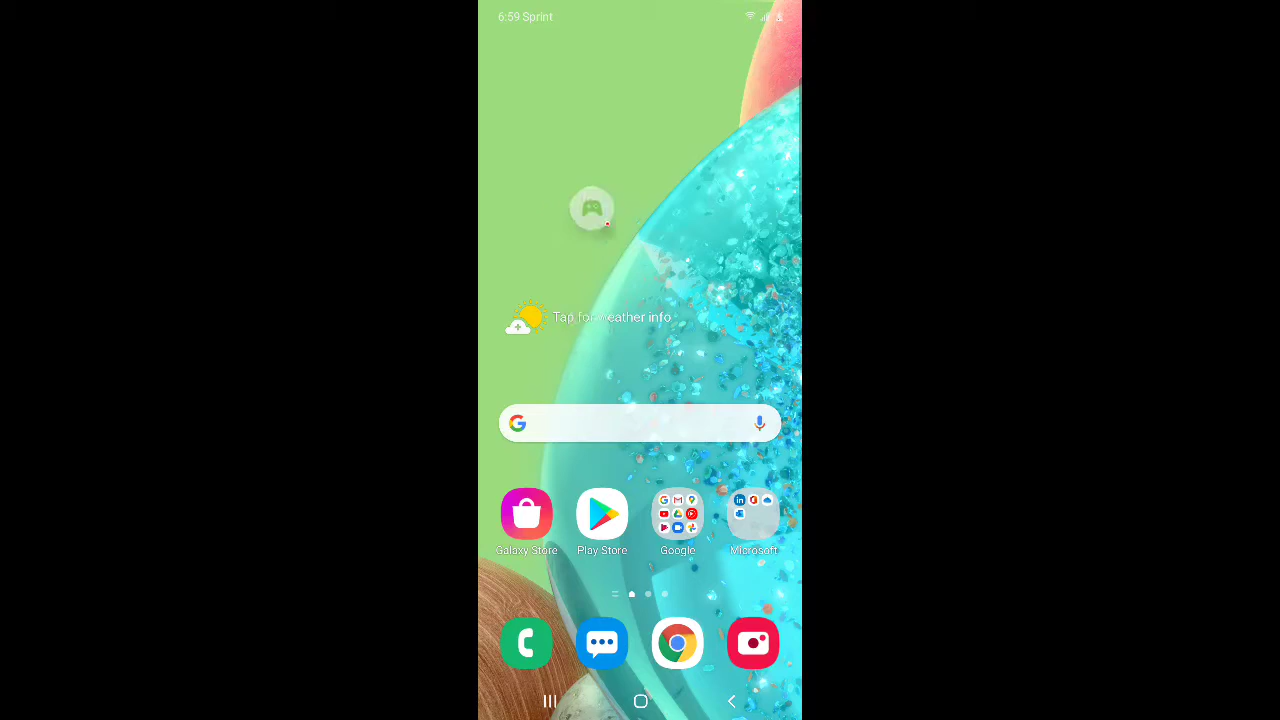 6:59 Sprint
Tap for weather info
Galaxy Store
Play Store
Google
Microsoft